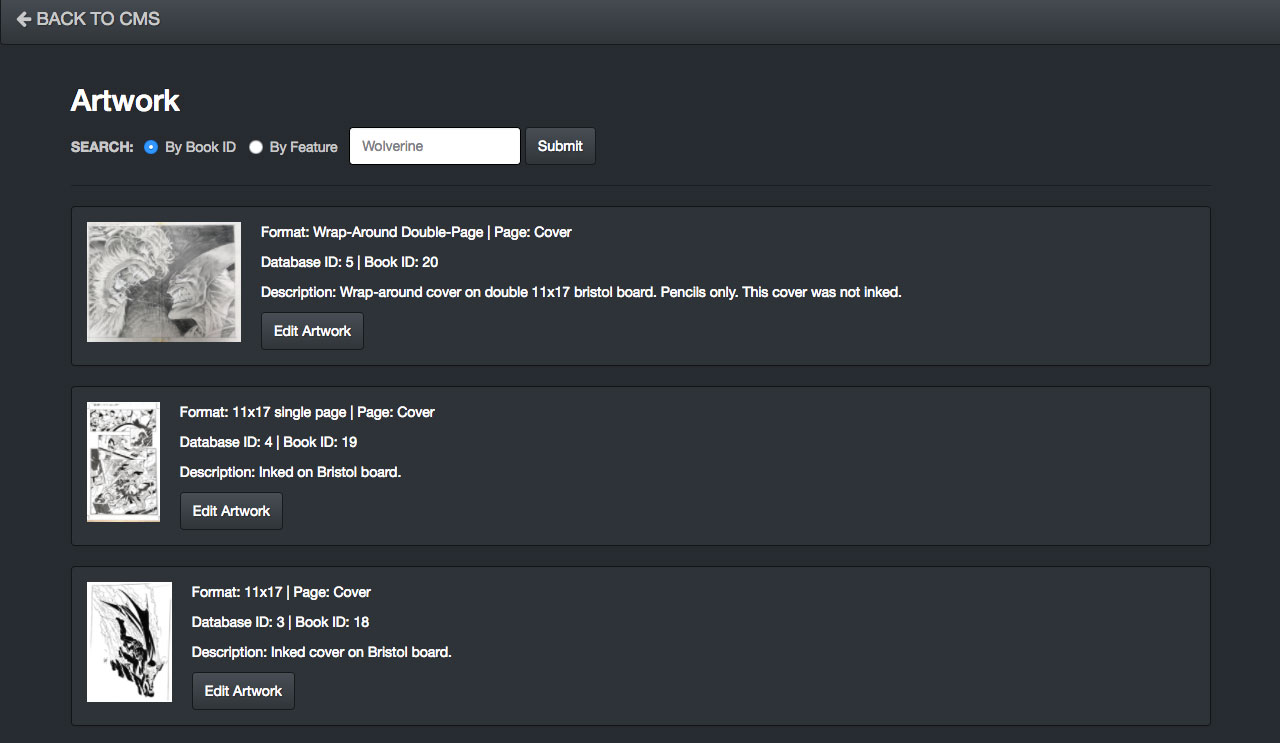 BACK TO CMS
Artwork
SEARCH: By Book ID By Feature Wolverine Submit
Format: Wrap-Around Double-Page | Page: Cover
Database ID: 5 | Book ID: 20
Description: Wrap-around cover on double 11x17 bristol board. Pencils only. This cover was not inked.
Edit Artwork
Format: 11x17 single page | Page: Cover
Database ID: 4 | Book ID: 19
Description: Inked on Bristol board.
Edit Artwork
Format: 11x17 | Page: Cover
Database ID: 3 | Book ID: 18
Description: Inked cover on Bristol board.
Edit Artwork